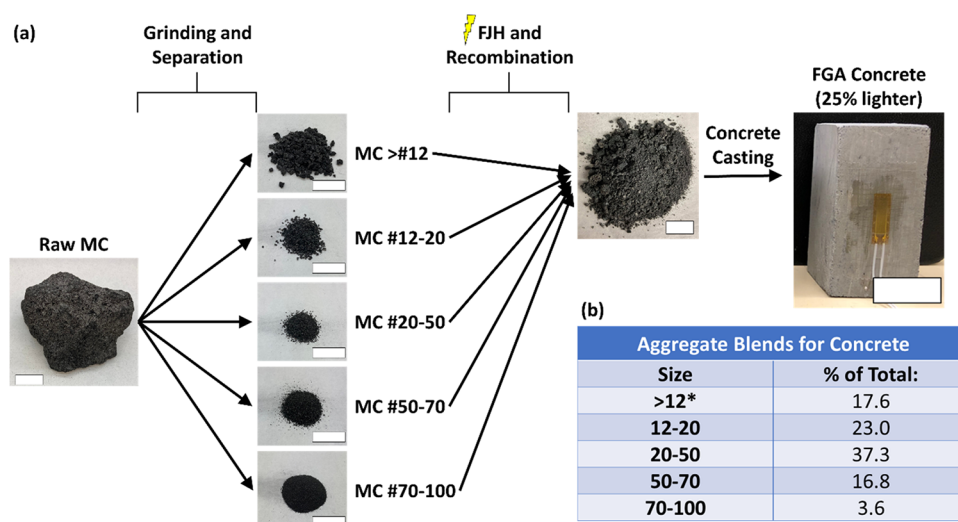 (a)
Grinding and
Separation
FJH and
Recombination
FGA Concrete
(25% lighter)
MC >#12
Concrete
Casting
MC #12-20
Raw MC
MC #20-50
MC #50-70
MC #70-100
(b)
Aggregate Blends for Concrete
Size % of Total:
>12* 17.6
12-20 23.0
20-50 37.3
50-70 16.8
70-100 3.6